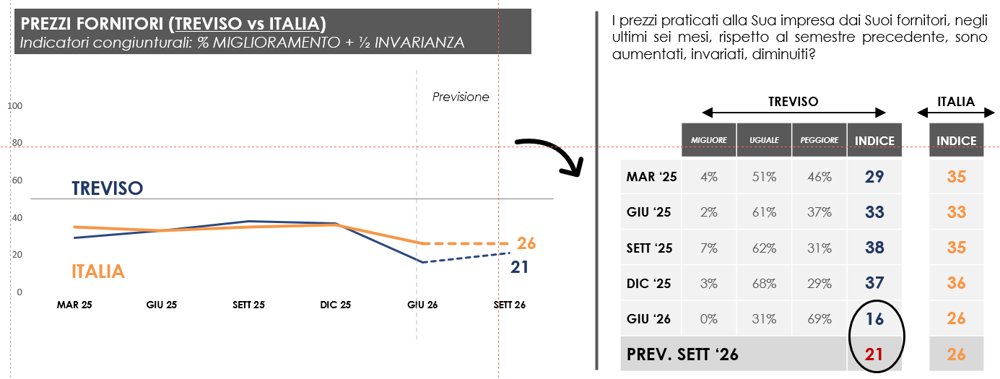 PREZZI FORNITORI (TREVISO vs ITALIA)
Indicatori congiunturali: % MIGLIORAMENTO + ½ INVARIANZA
I prezzi praticati alla Sua impresa dai Suoi fornitori, negli
ultimi sei mesi, rispetto al semestre precedente, sono
aumentati, invariati, diminuiti?
Previsione
100
80
60
40
20
0
TREVISO
ITALIA
26
21
MAR 25 GIU 25 SETT 25 DIC 25 GIU 26 SETT 26
TREVISO ITALIA
MIGLIORE UGUALE PEGGIORE INDICE INDICE
MAR ‘25 4% 51% 46% 29 35
GIU ‘25 2% 61% 37% 33 33
SETT ‘25 7% 62% 31% 38 35
DIC ‘25 3% 68% 29% 37 36
GIU ‘26 0% 31% 69% 16 26
PREV. SETT ‘26 21 26